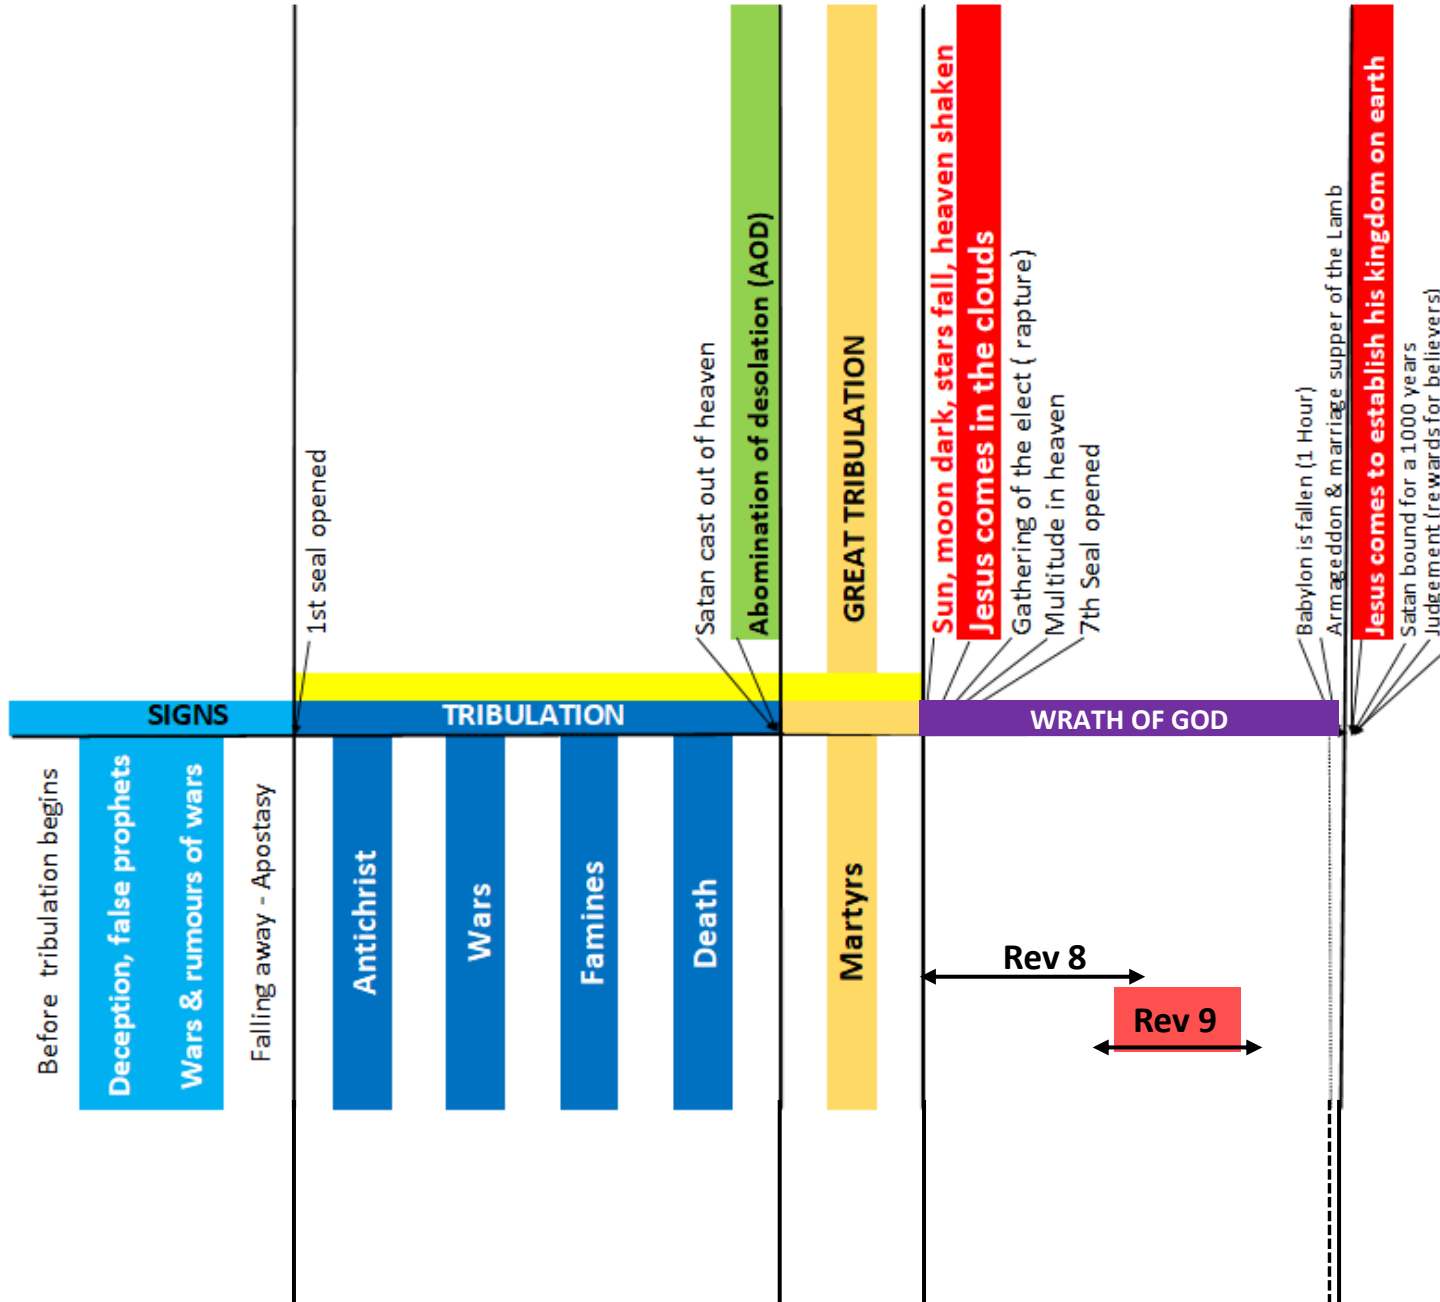 1st seal opened
Satan cast out of heaven
Abomination of desolation (AOD)
GREAT TRIBULATION
Sun, moon dark, stars fall, heaven shaken
Jesus comes in the clouds
Gathering of the elect ( rapture)
Multitude in heaven
7th Seal opened
Babylon is fallen (1 Hour)
Armageddon & marriage supper of the Lamb
Jesus comes to establish his kingdom on earth
Satan bound for a 1000 years
Judgement (rewards for believers)
SIGNS
TRIBULATION
WRATH OF GOD
Before tribulation begins
Deception, false prophets
Wars & rumours of wars
Falling away - Apostasy
Antichrist
Wars
Famines
Death
Martyrs
Rev 8
Rev 9